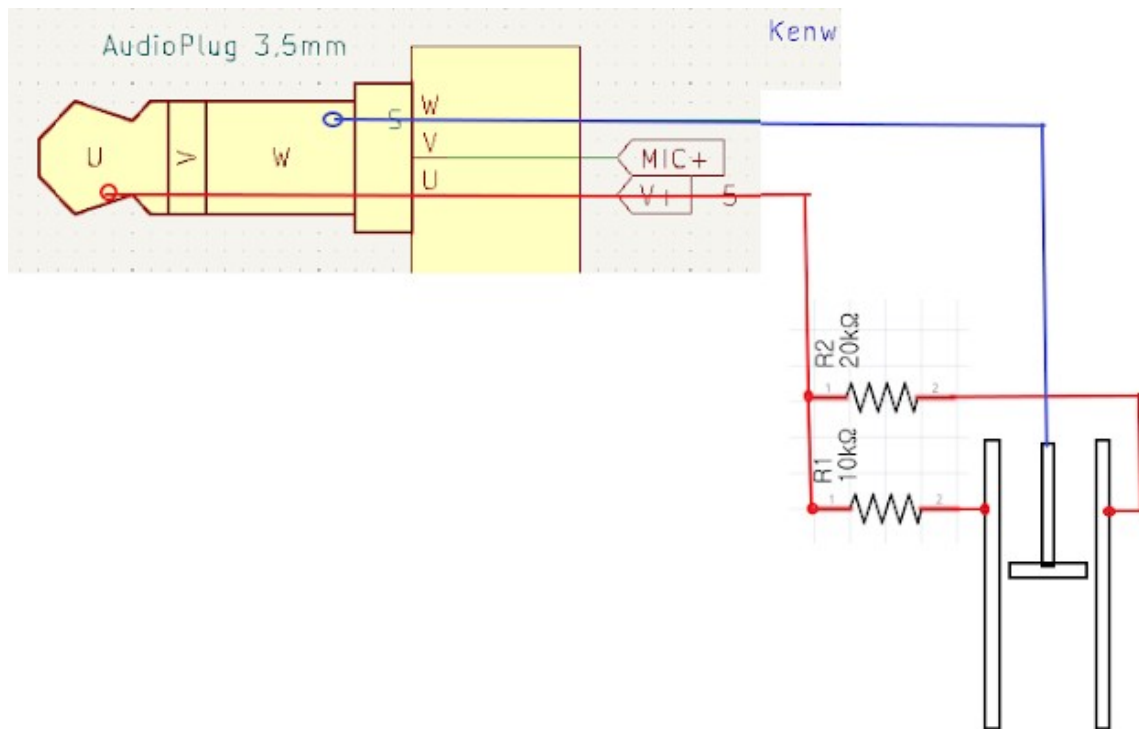 Kenw
AudioPlug 3,5mm
S
W
V
MIC+
U
V+
5
U
V
W
R2
20kΩ
1
2
R1
10kΩ
1
2